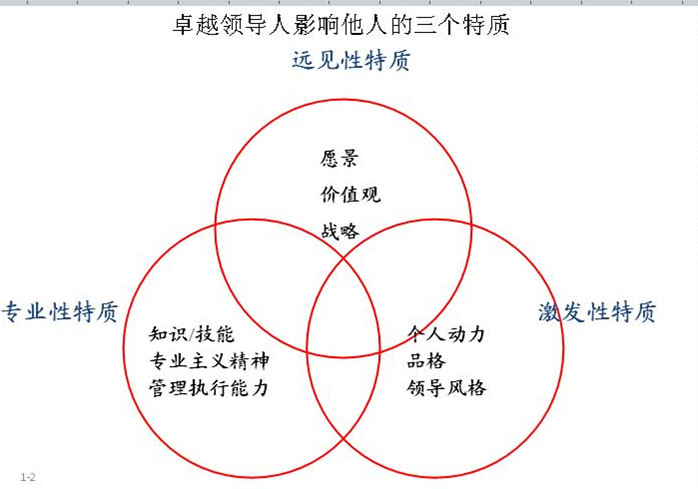 卓越领导人影响他人的三个特质
远见性特质
愿景
价值观
战略
专业性特质
激发性特质
知识/技能
专业主义精神
管理执行能力
个人动力
品格
领导风格
1-2